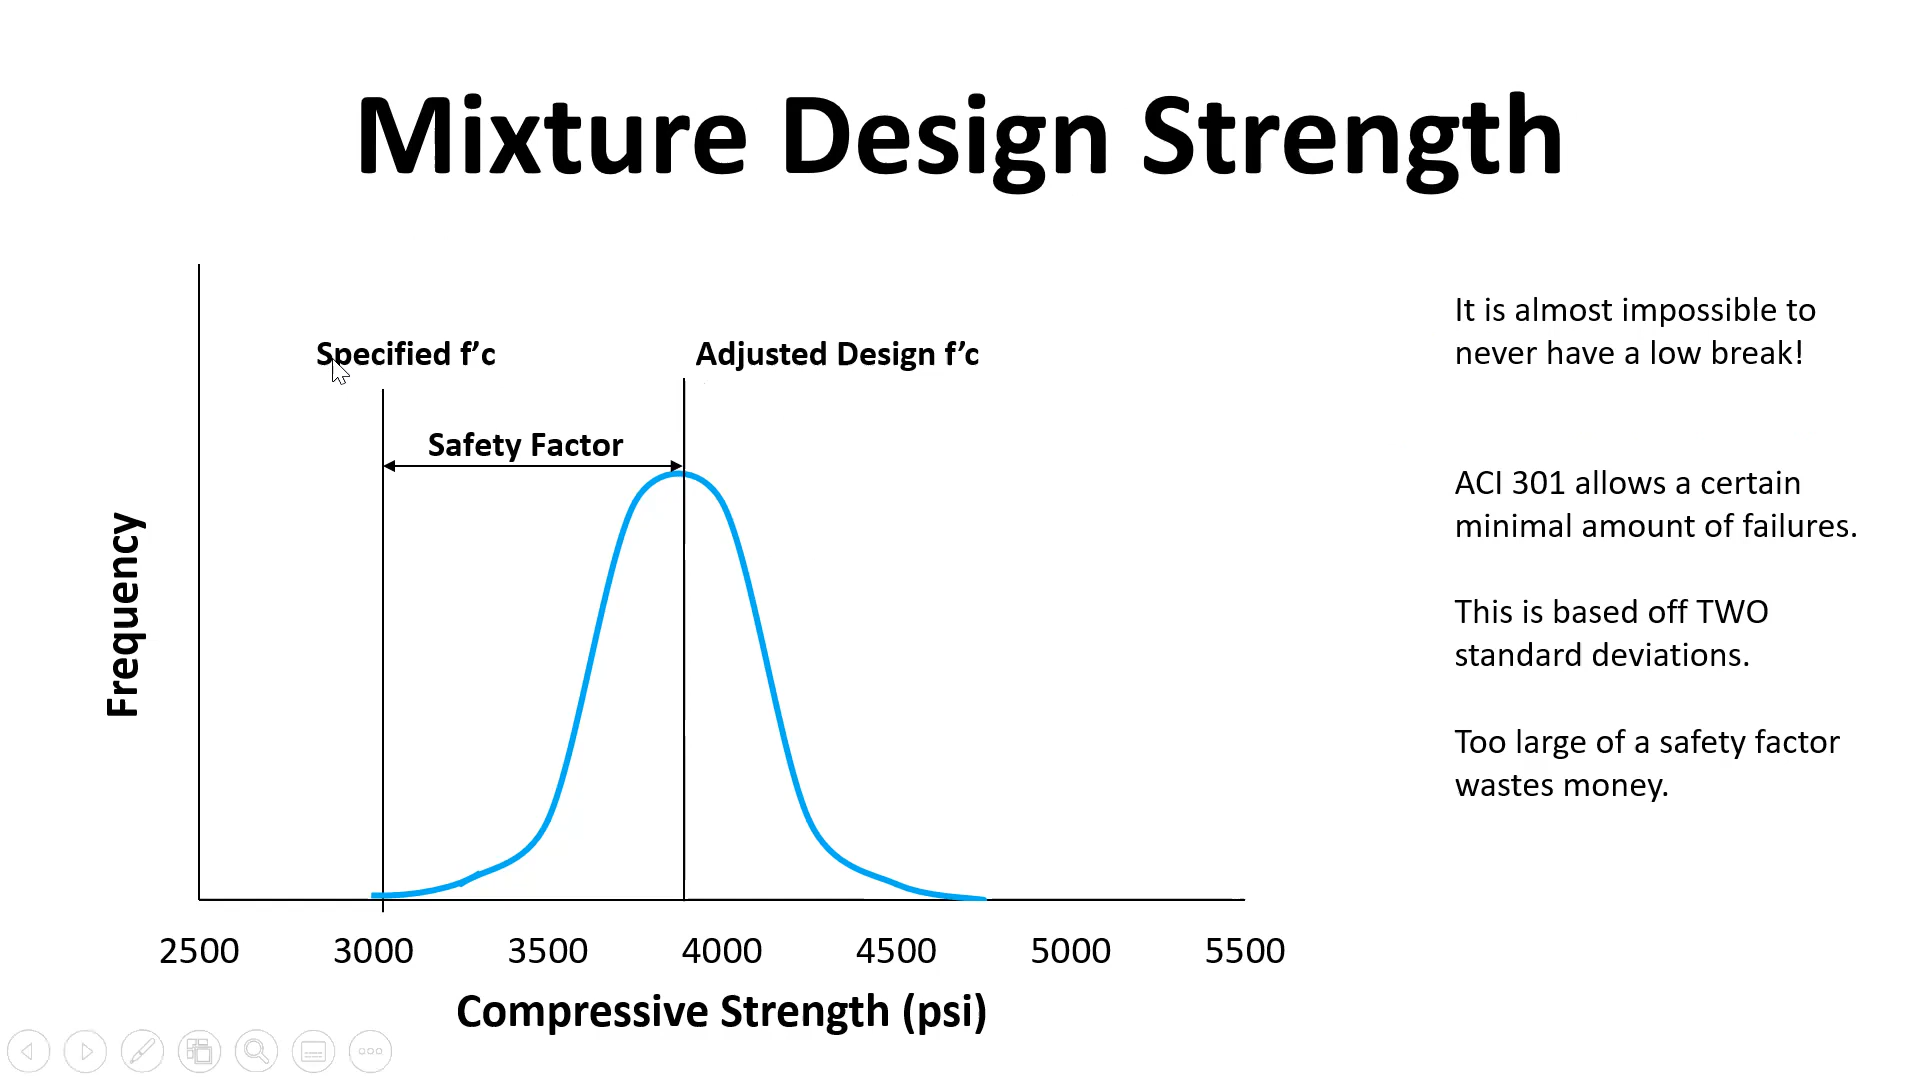 Mixture Design Strength
Specified f’c
Adjusted Design f’c
Safety Factor
Frequency
2500 3000 3500 4000 4500 5000 5500
Compressive Strength (psi)
It is almost impossible to
never have a low break!
ACI 301 allows a certain
minimal amount of failures.
This is based off TWO
standard deviations.
Too large of a safety factor
wastes money.